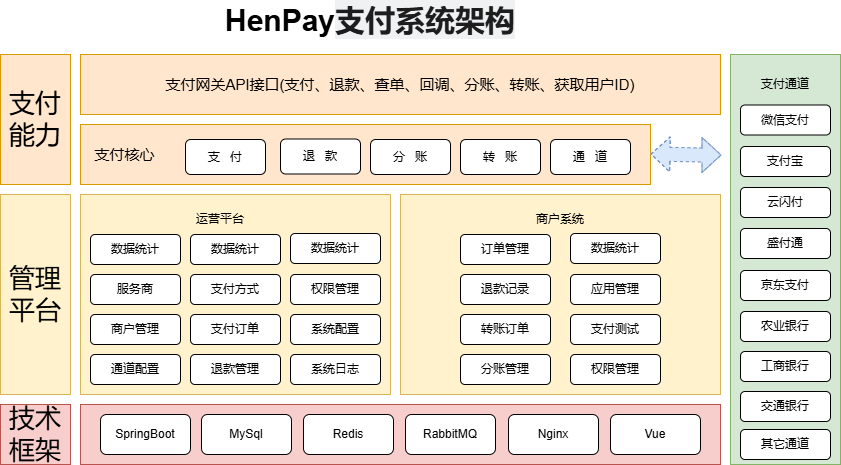 HenPay支付系统架构
支付
能力
支付网关API接口(支付、退款、查单、回调、分账、转账、获取用户ID)
支付核心
支 付
退 款
分 账
转 账
通 道
管理
平台
运营平台
数据统计
数据统计
数据统计
服务商
支付方式
权限管理
商户管理
支付订单
系统配置
通道配置
退款管理
系统日志
商户系统
订单管理
数据统计
退款记录
应用管理
转账订单
支付测试
分账管理
权限管理
技术
框架
SpringBoot
MySql
Redis
RabbitMQ
Nginx
Vue
支付通道
微信支付
支付宝
云闪付
盛付通
京东支付
农业银行
工商银行
交通银行
其它通道